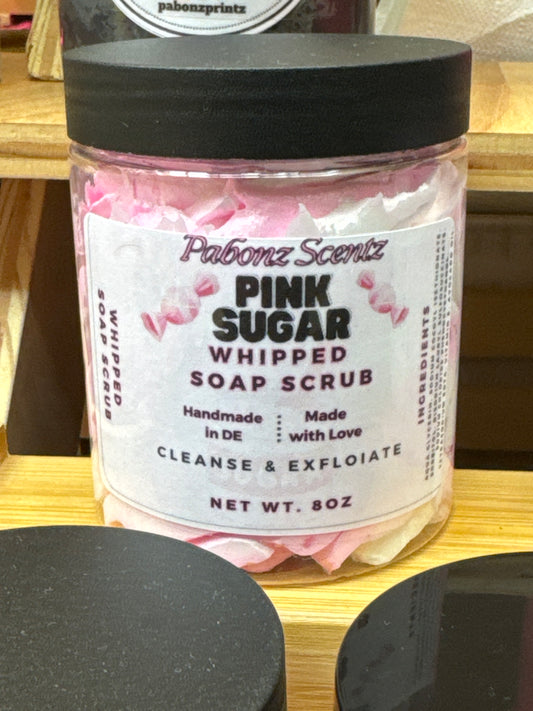 pabonzprintz
Pabonz Scentz
PINK
SUGAR
WHIPPED
SOAP SCRUB
Handmade
in DE
Made
with Love
CLEANSE & EXFLOIATE
NET WT. 8OZ
WHIPPED
SOAP SCRUB
INGREDIENTS